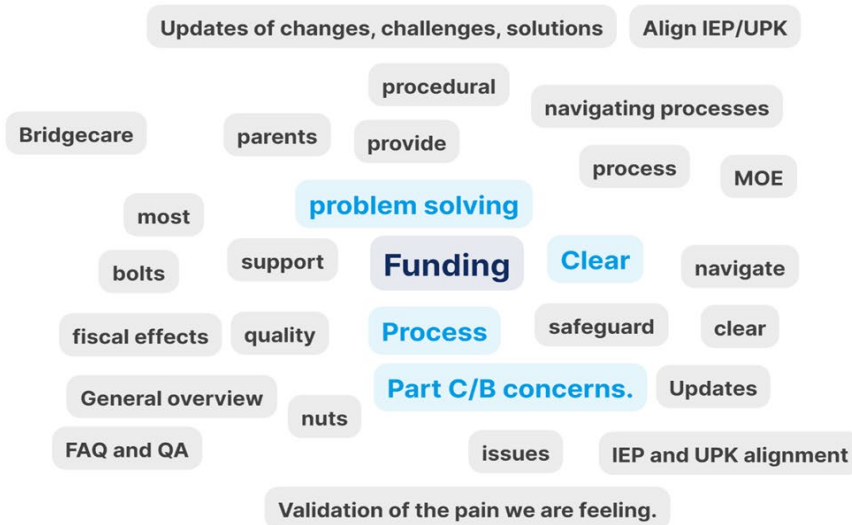 Updates of changes, challenges, solutions
Align IEP/UPK
procedural
navigating processes
Bridgecare
parents
provide
process
MOE
problem solving
most
support
Funding
Clear
navigate
bolts
fiscal effects
quality
Process
safeguard
clear
General overview
nuts
Part C/B concerns.
Updates
FAQ and QA
issues
IEP and UPK alignment
Validation of the pain we are feeling.